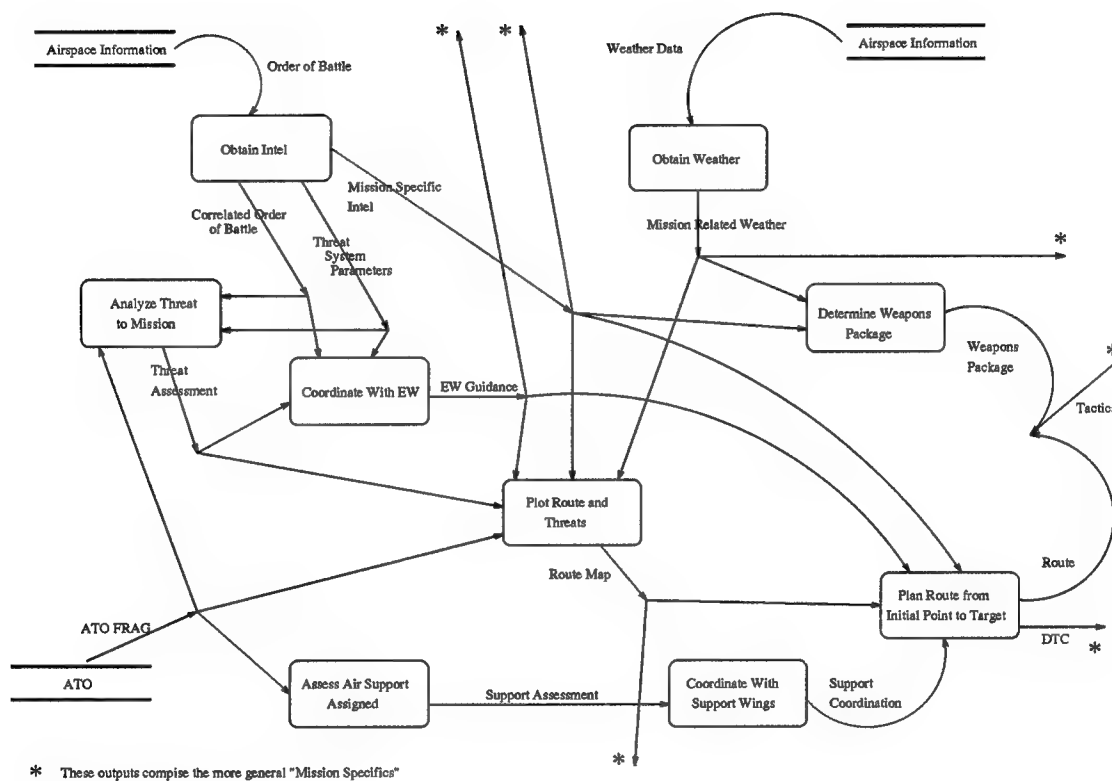 *
*
Airspace Information
Order of Battle
Weather Data
Airspace Information
Obtain Intel
Obtain Weather
Mission Specific
Intel
Correlated Order
of Battle
Threat
System
Parameters
Mission Related Weather
*
Analyze Threat
to Mission
Determine Weapons
Package
Weapons
Package
*
Threat
Assessment
Coordinate With EW
EW Guidance
Tactics
Plot Route and
Threats
Route Map
Route
Plan Route from
Initial Point to Target
ATO FRAG
DTC
*
ATO
Assess Air Support
Assigned
Support Assessment
Coordinate With
Support Wings
Support
Coordination
*
* These outputs compise the more general "Mission Specifics"